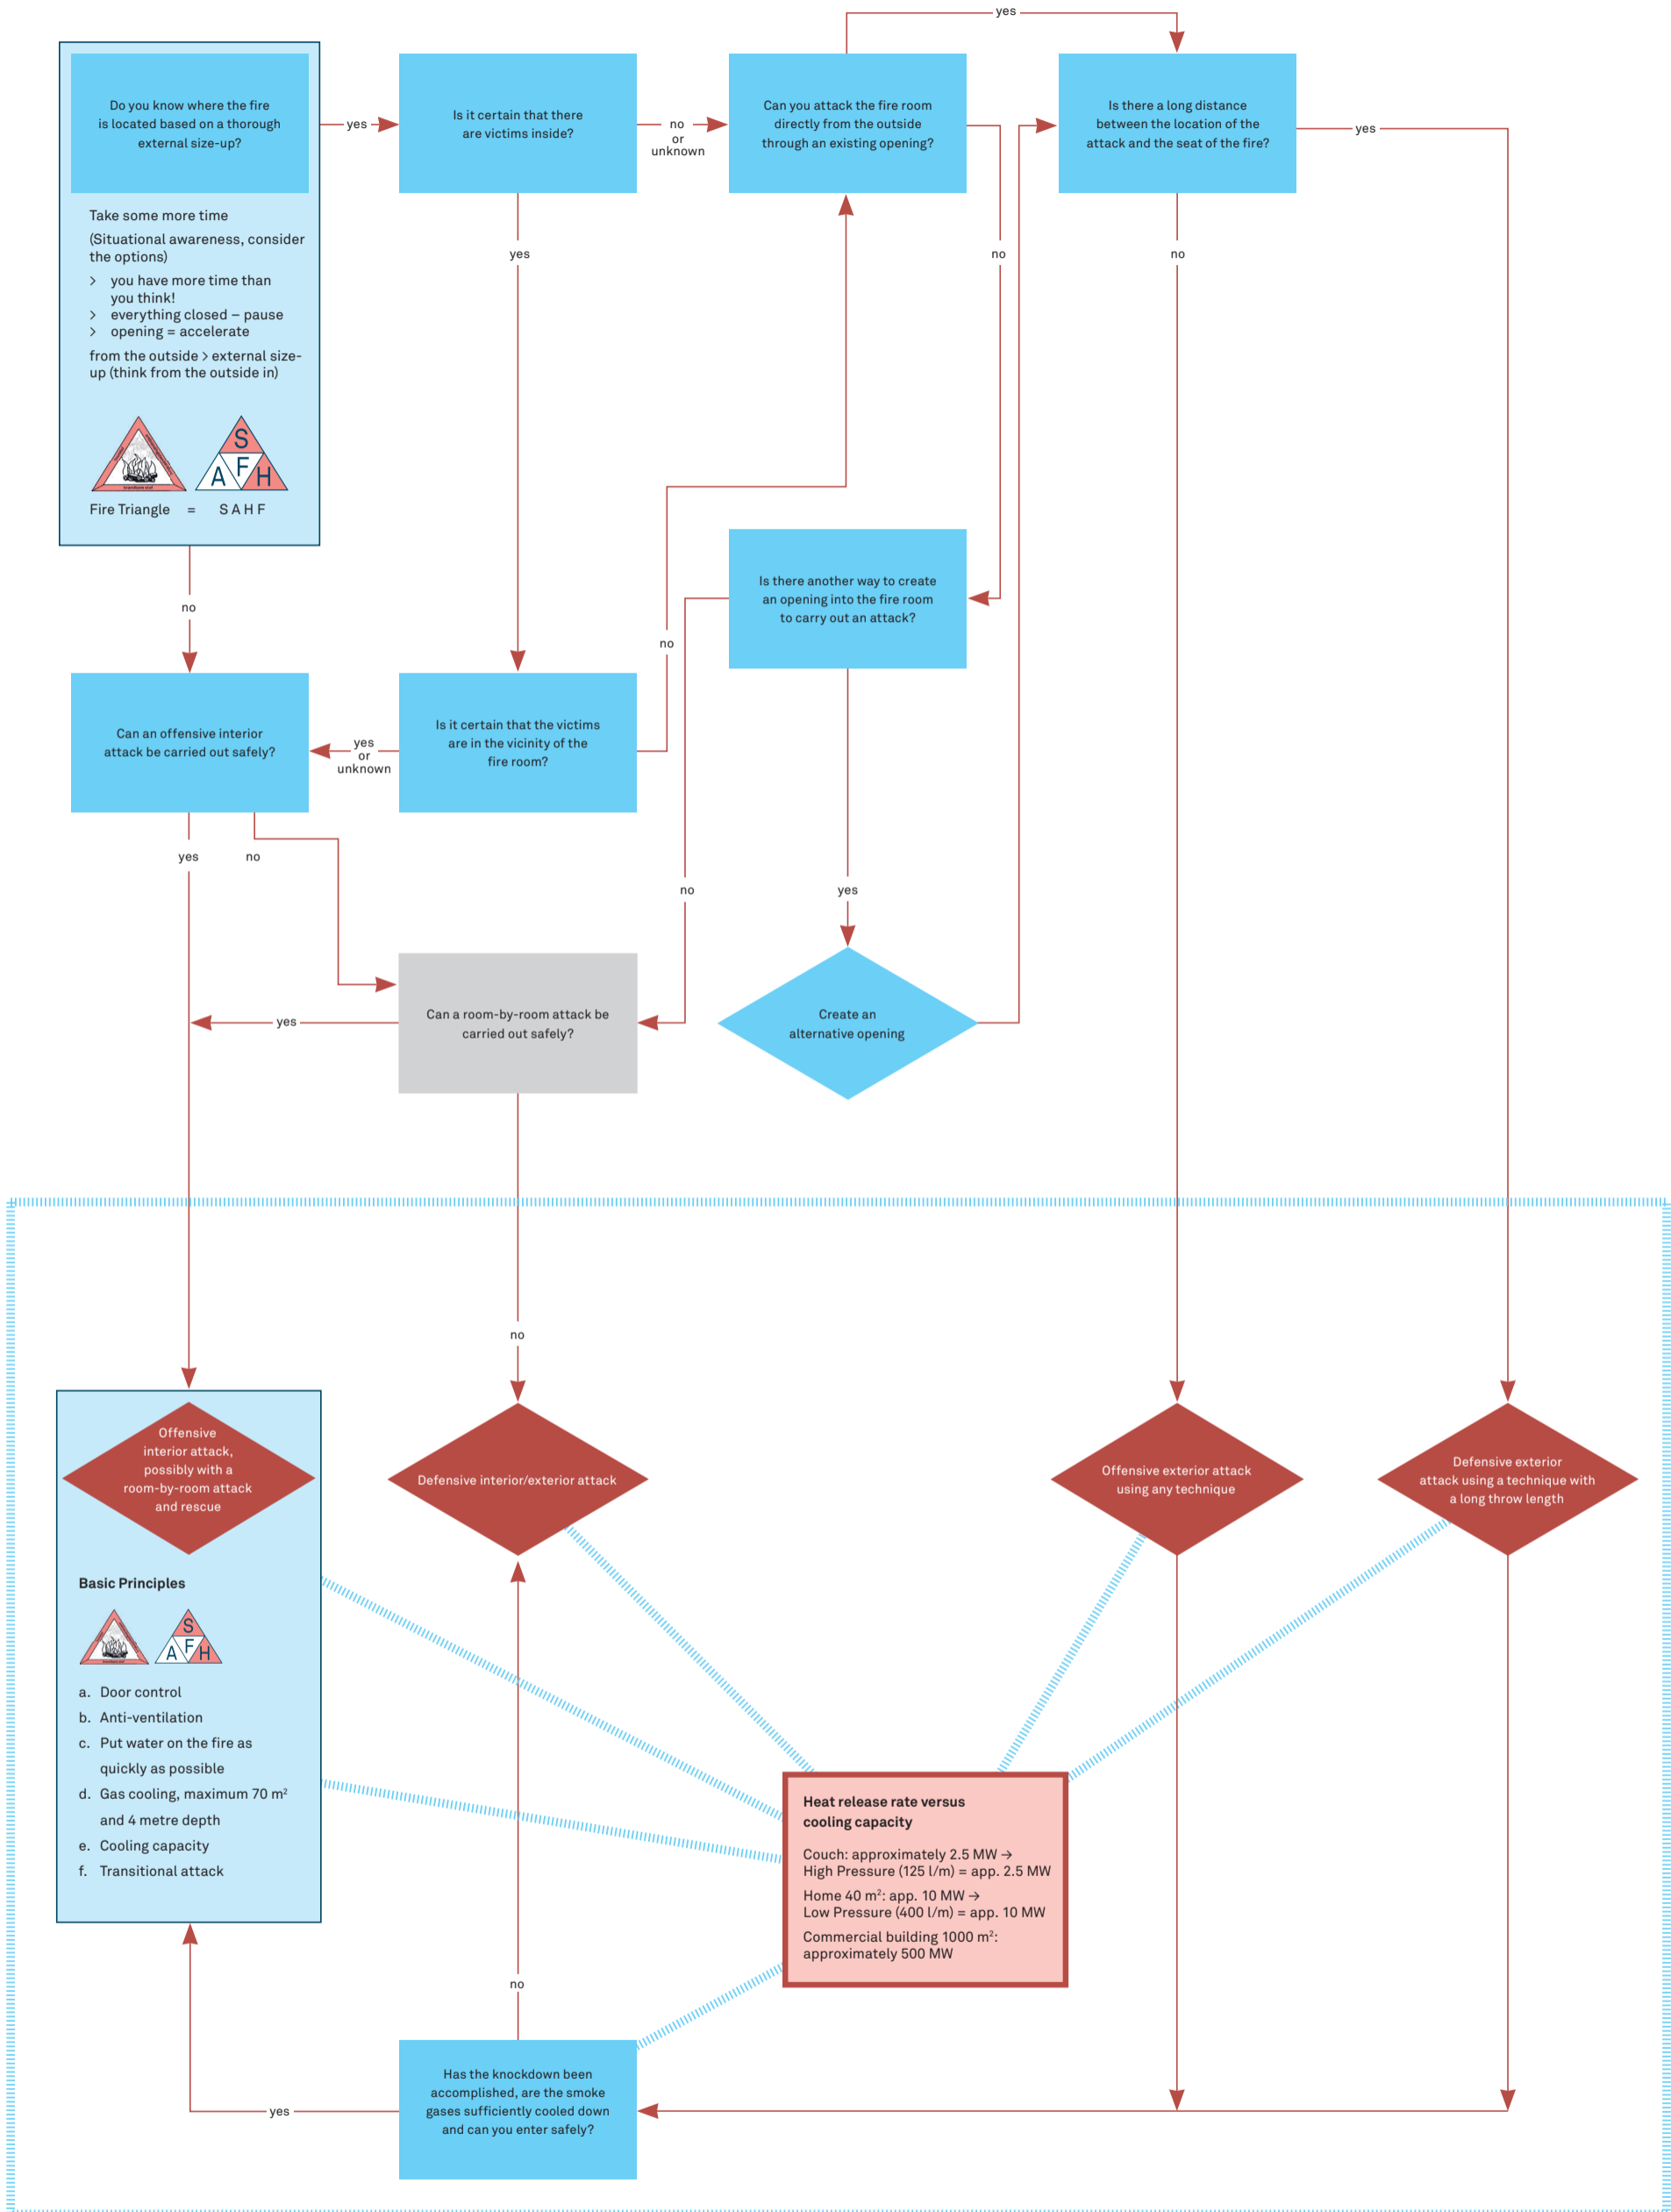 yes
Do you know where the fire
is located based on a thorough
external size-up?
yes
Is it certain that there
are victims inside?
no
or
unknown
Can you attack the fire room
directly from the outside
through an existing opening?
Is there a long distance
between the location of the
attack and the seat of the fire?
yes
Take some more time
(Situational awareness, consider
the options)
> you have more time than
you think!
> everything closed – pause
> opening = accelerate
from the outside > external size-
up (think from the outside in)
S
A F H
Fire Triangle = S A H F
yes
no
no
no
Is there another way to create
an opening into the fire room
to carry out an attack?
no
Can an offensive interior
attack be carried out safely?
yes
or
unknown
Is it certain that the victims
are in the vicinity of the
fire room?
yes
no
no
yes
Can a room-by-room attack be
carried out safely?
yes
Create an
alternative opening
no
Offensive
interior attack,
possibly with a
room-by-room attack
and rescue
Defensive interior/exterior attack
Offensive exterior attack
using any technique
Defensive exterior
attack using a technique with
a long throw length
Basic Principles
S
A F H
a. Door control
b. Anti-ventilation
c. Put water on the fire as
quickly as possible
d. Gas cooling, maximum 70 m²
and 4 metre depth
e. Cooling capacity
f. Transitional attack
Heat release rate versus
cooling capacity
Couch: approximately 2.5 MW →
High Pressure (125 l/m) = app. 2.5 MW
Home 40 m²: app. 10 MW →
Low Pressure (400 l/m) = app. 10 MW
Commercial building 1000 m²:
approximately 500 MW
no
Has the knockdown been
accomplished, are the smoke
gases sufficiently cooled down
and can you enter safely?
yes